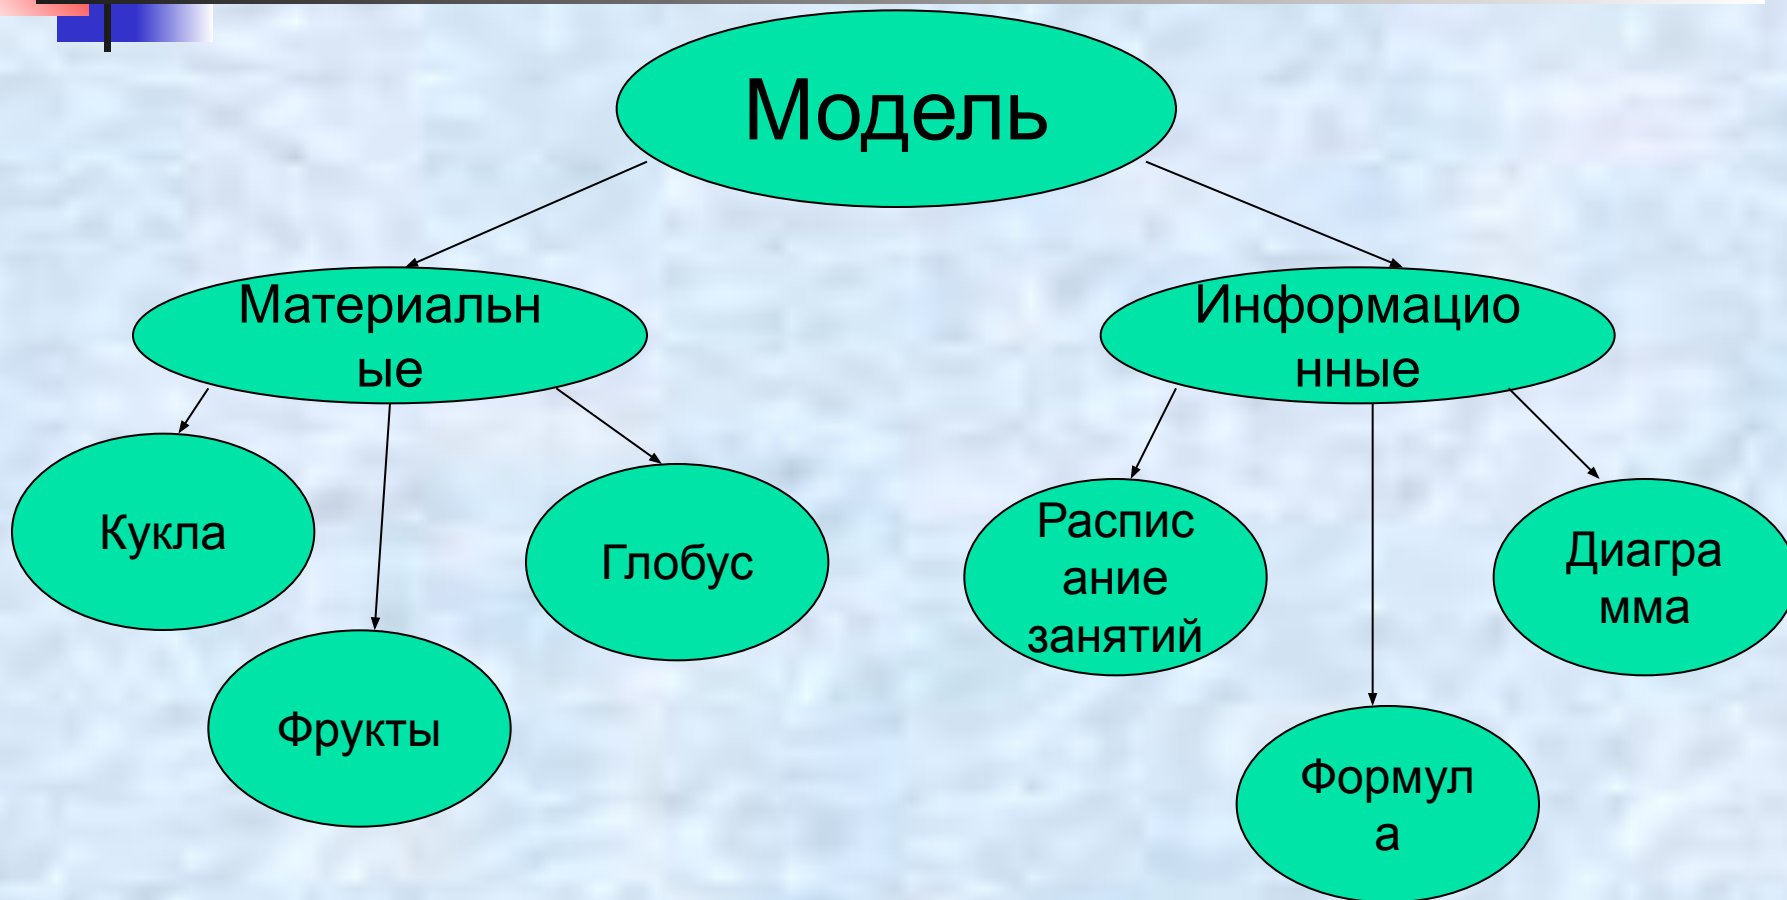 Модель
Материальн
ые
Информацио
нные
Кукла
Фрукты
Глобус
Распис
ание
занятий
Формул
а
Диагра
мма